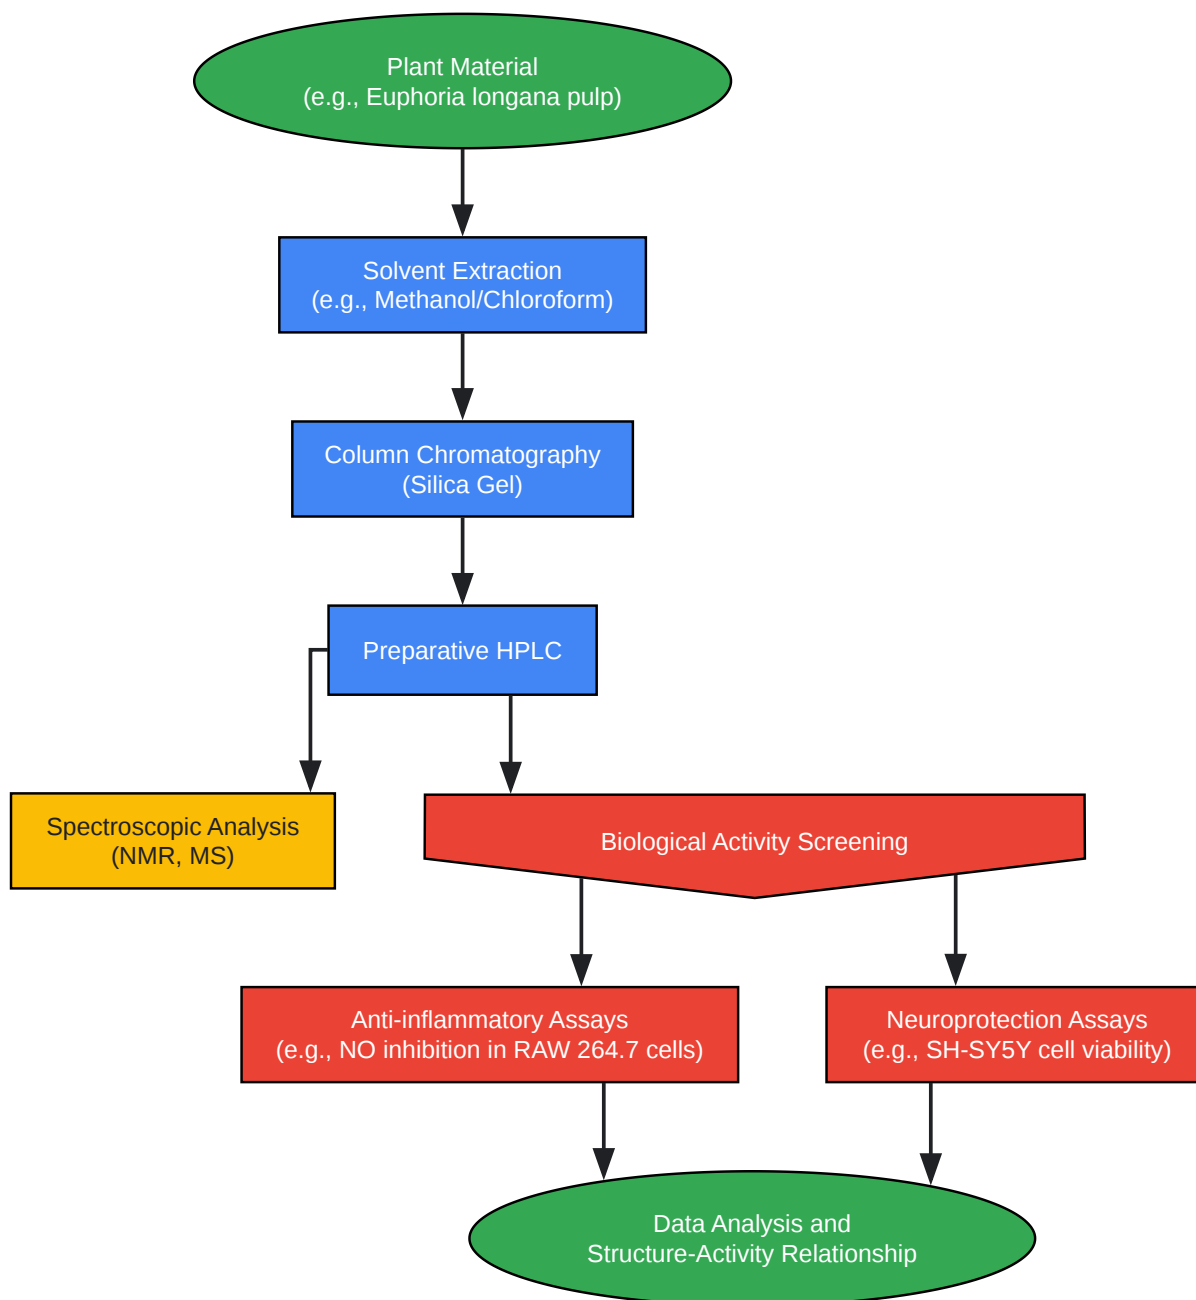 Plant Material
(e.g., Euphoria longana pulp)
Solvent Extraction
(e.g., Methanol/Chloroform)
Column Chromatography
(Silica Gel)
Preparative HPLC
Spectroscopic Analysis
(NMR, MS)
Biological Activity Screening
Anti-inflammatory Assays
(e.g., NO inhibition in RAW 264.7 cells)
Neuroprotection Assays
(e.g., SH-SY5Y cell viability)
Data Analysis and
Structure-Activity Relationship